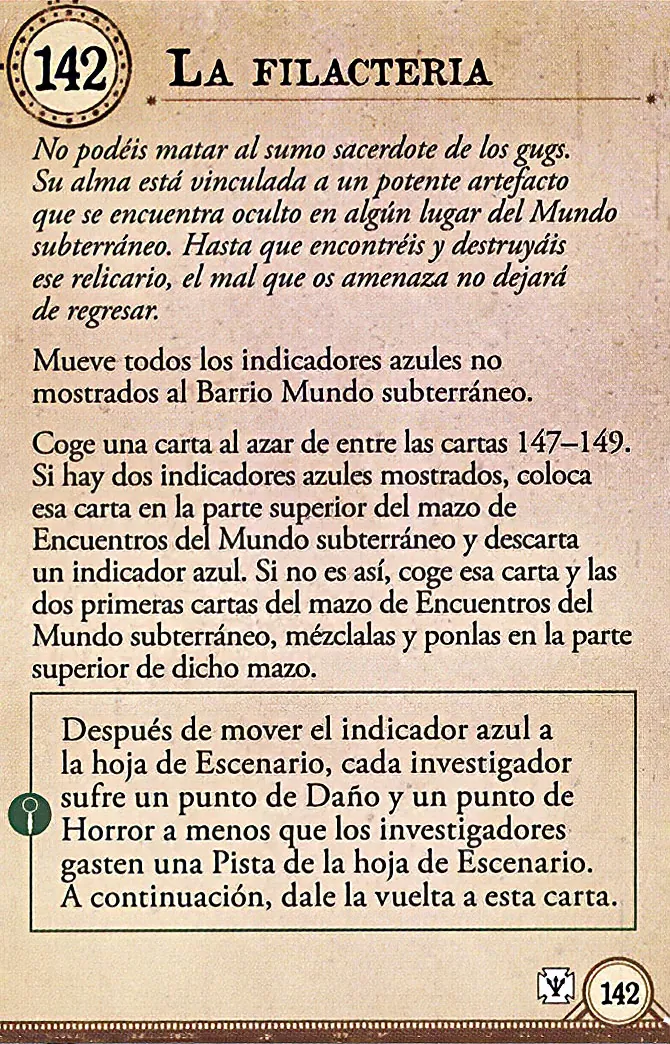 142 La filacteria
No podéis matar al sumo sacerdote de los gugs.
Su alma está vinculada a un potente artefacto
que se encuentra oculto en algún lugar del Mundo
subterráneo. Hasta que encontréis y destruyáis
ese relicario, el mal que os amenaza no dejará
de regresar.
Mueve todos los indicadores azules no
mostrados al Barrio Mundo subterráneo.
Coge una carta al azar de entre las cartas 147–149.
Si hay dos indicadores azules mostrados, coloca
esa carta en la parte superior del mazo de
Encuentros del Mundo subterráneo y descarta
un indicador azul. Si no es así, coge esa carta y las
dos primeras cartas del mazo de Encuentros del
Mundo subterráneo, mézclalas y ponlas en la parte
superior de dicho mazo.
Después de mover el indicador azul a
la hoja de Escenario, cada investigador
sufre un punto de Daño y un punto de
Horror a menos que los investigadores
gasten una Pista de la hoja de Escenario.
A continuación, dale la vuelta a esta carta.
142